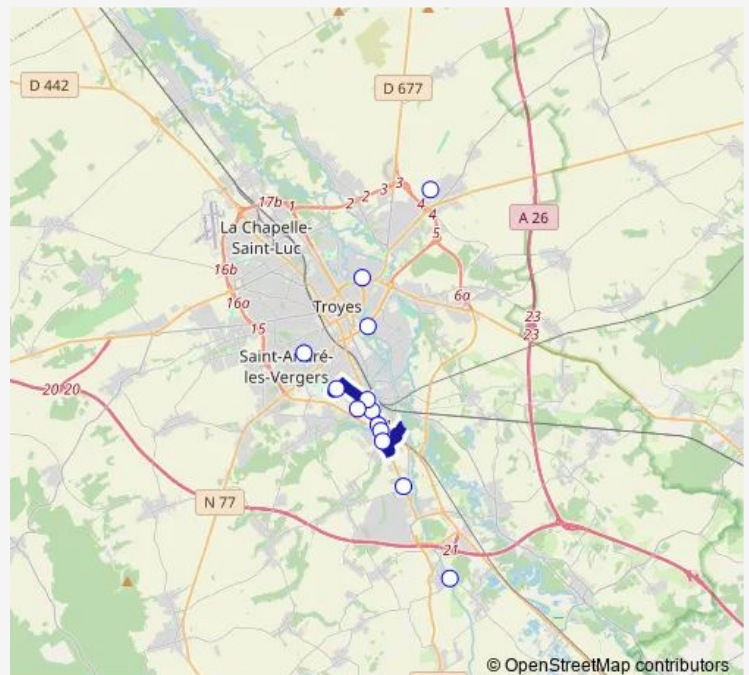 D 442
D 677
3
3
2
2
4
4
17b
1
A 26
5
La Chapelle-
Saint-Luc
16b
6a
16a
Troyes
23
23
15
Saint-André-
les-Vergers
20
20
N 77
21
© OpenStreetMap contributors